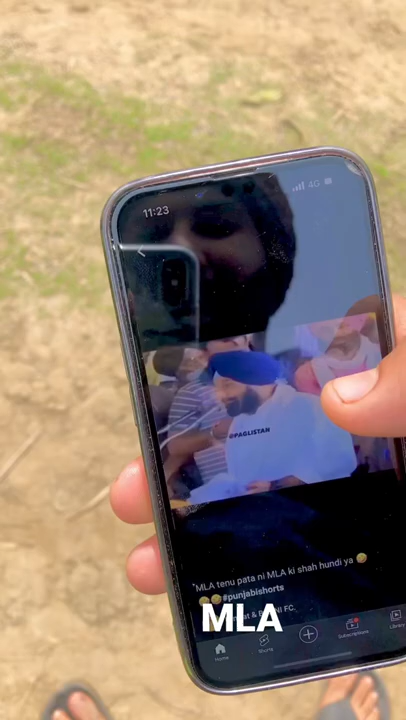 11:23
4G
@PAGLISTAN
"MLA tenu pata ni MLA ki shah hundi ya
#punjabishorts
FC.
MLA
Home
Shorts
Subscriptions
Library